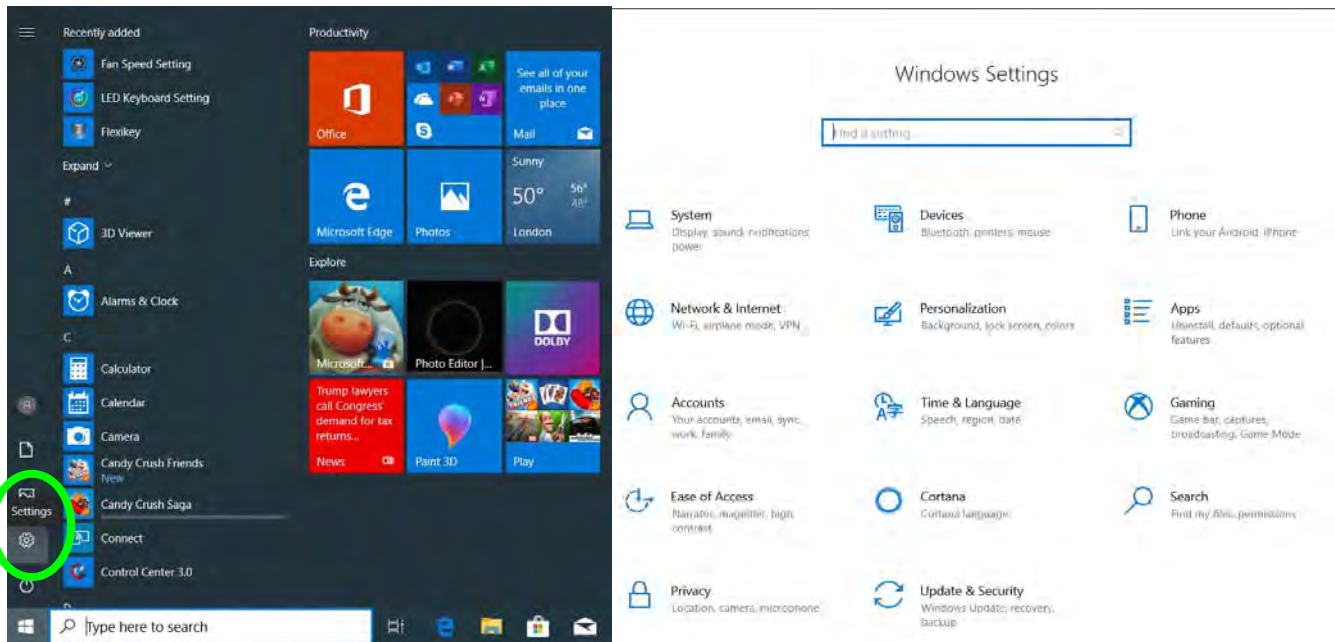 Recently added
Fan Speed Setting
LED Keyboard Setting
Flexikey
Expand
#
3D Viewer
A
Alarms & Clock
C
Calculator
Calendar
Camera
Candy Crush Friends
New
Candy Crush Saga
Connect
Control Center 3.0
Settings
Type here to search
Productivity
Office
See all of your
emails in one
place
Mail
Microsoft Edge
Photos
Sunny
50°
56°
48°
London
Explore
Microsoft...
Photo Editor |...
DOLBY
Trump lawyers
call Congress'
demand for tax
returns...
News
Paint 3D
Play
Windows Settings
Find a setting
System
Display, sound, notifications,
power
Devices
Bluetooth, printers, mouse
Phone
Link your Android, iPhone
Network & Internet
Wi-Fi, airplane mode, VPN
Personalization
Background, lock screen, colors
Apps
Uninstall, defaults, optional
features
Accounts
Your accounts, email, sync,
work, family
Time & Language
Speech, region, date
Gaming
Game bar, captures,
broadcasting, Game Mode
Ease of Access
Narrator, magnifier, high
contrast
Cortana
Cortana language
Search
Find my files, permissions
Privacy
Location, camera, microphone
Update & Security
Windows Update, recovery,
backup